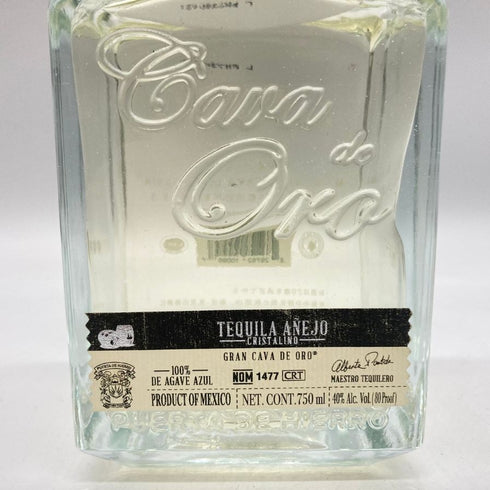 Cava
de
Oro
TEQUILA AÑEJO
CRISTALINO
GRAN CAVA DE ORO®
100%
DE AGAVE AZUL
NOM 1477 CRT
MAESTRO TEQUILERO
PRODUCT OF MEXICO
NET. CONT. 750 ml
40% Alc. Vol. (80 Proof)
PUERTA DE HIERRO